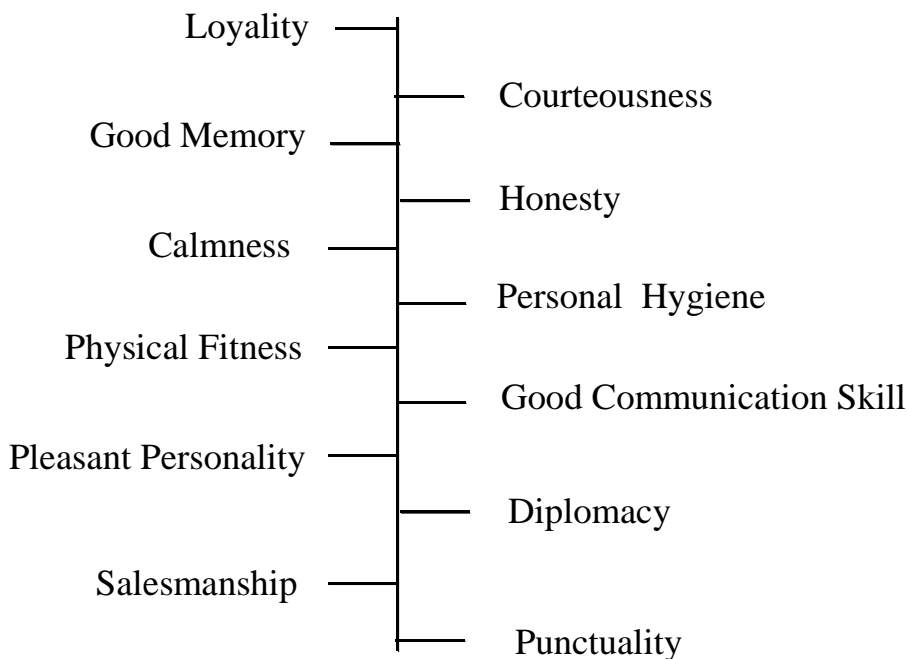 Loyality
Courteousness
Good Memory
Honesty
Calmness
Personal Hygiene
Physical Fitness
Good Communication Skill
Pleasant Personality
Diplomacy
Salesmanship
Punctuality